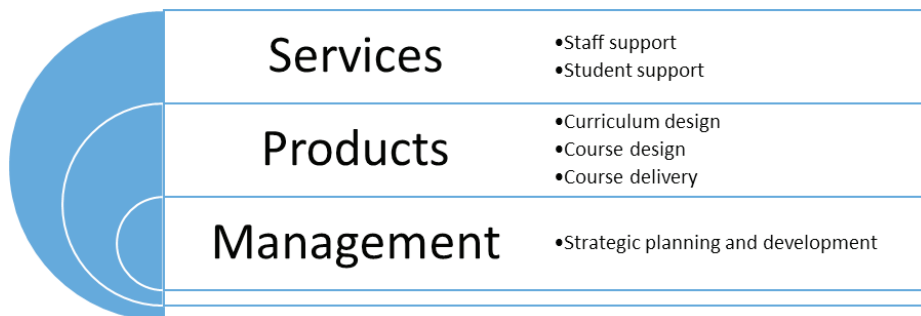 Services
•Staff support
•Student support
Products
•Curriculum design
•Course design
•Course delivery
Management
•Strategic planning and development